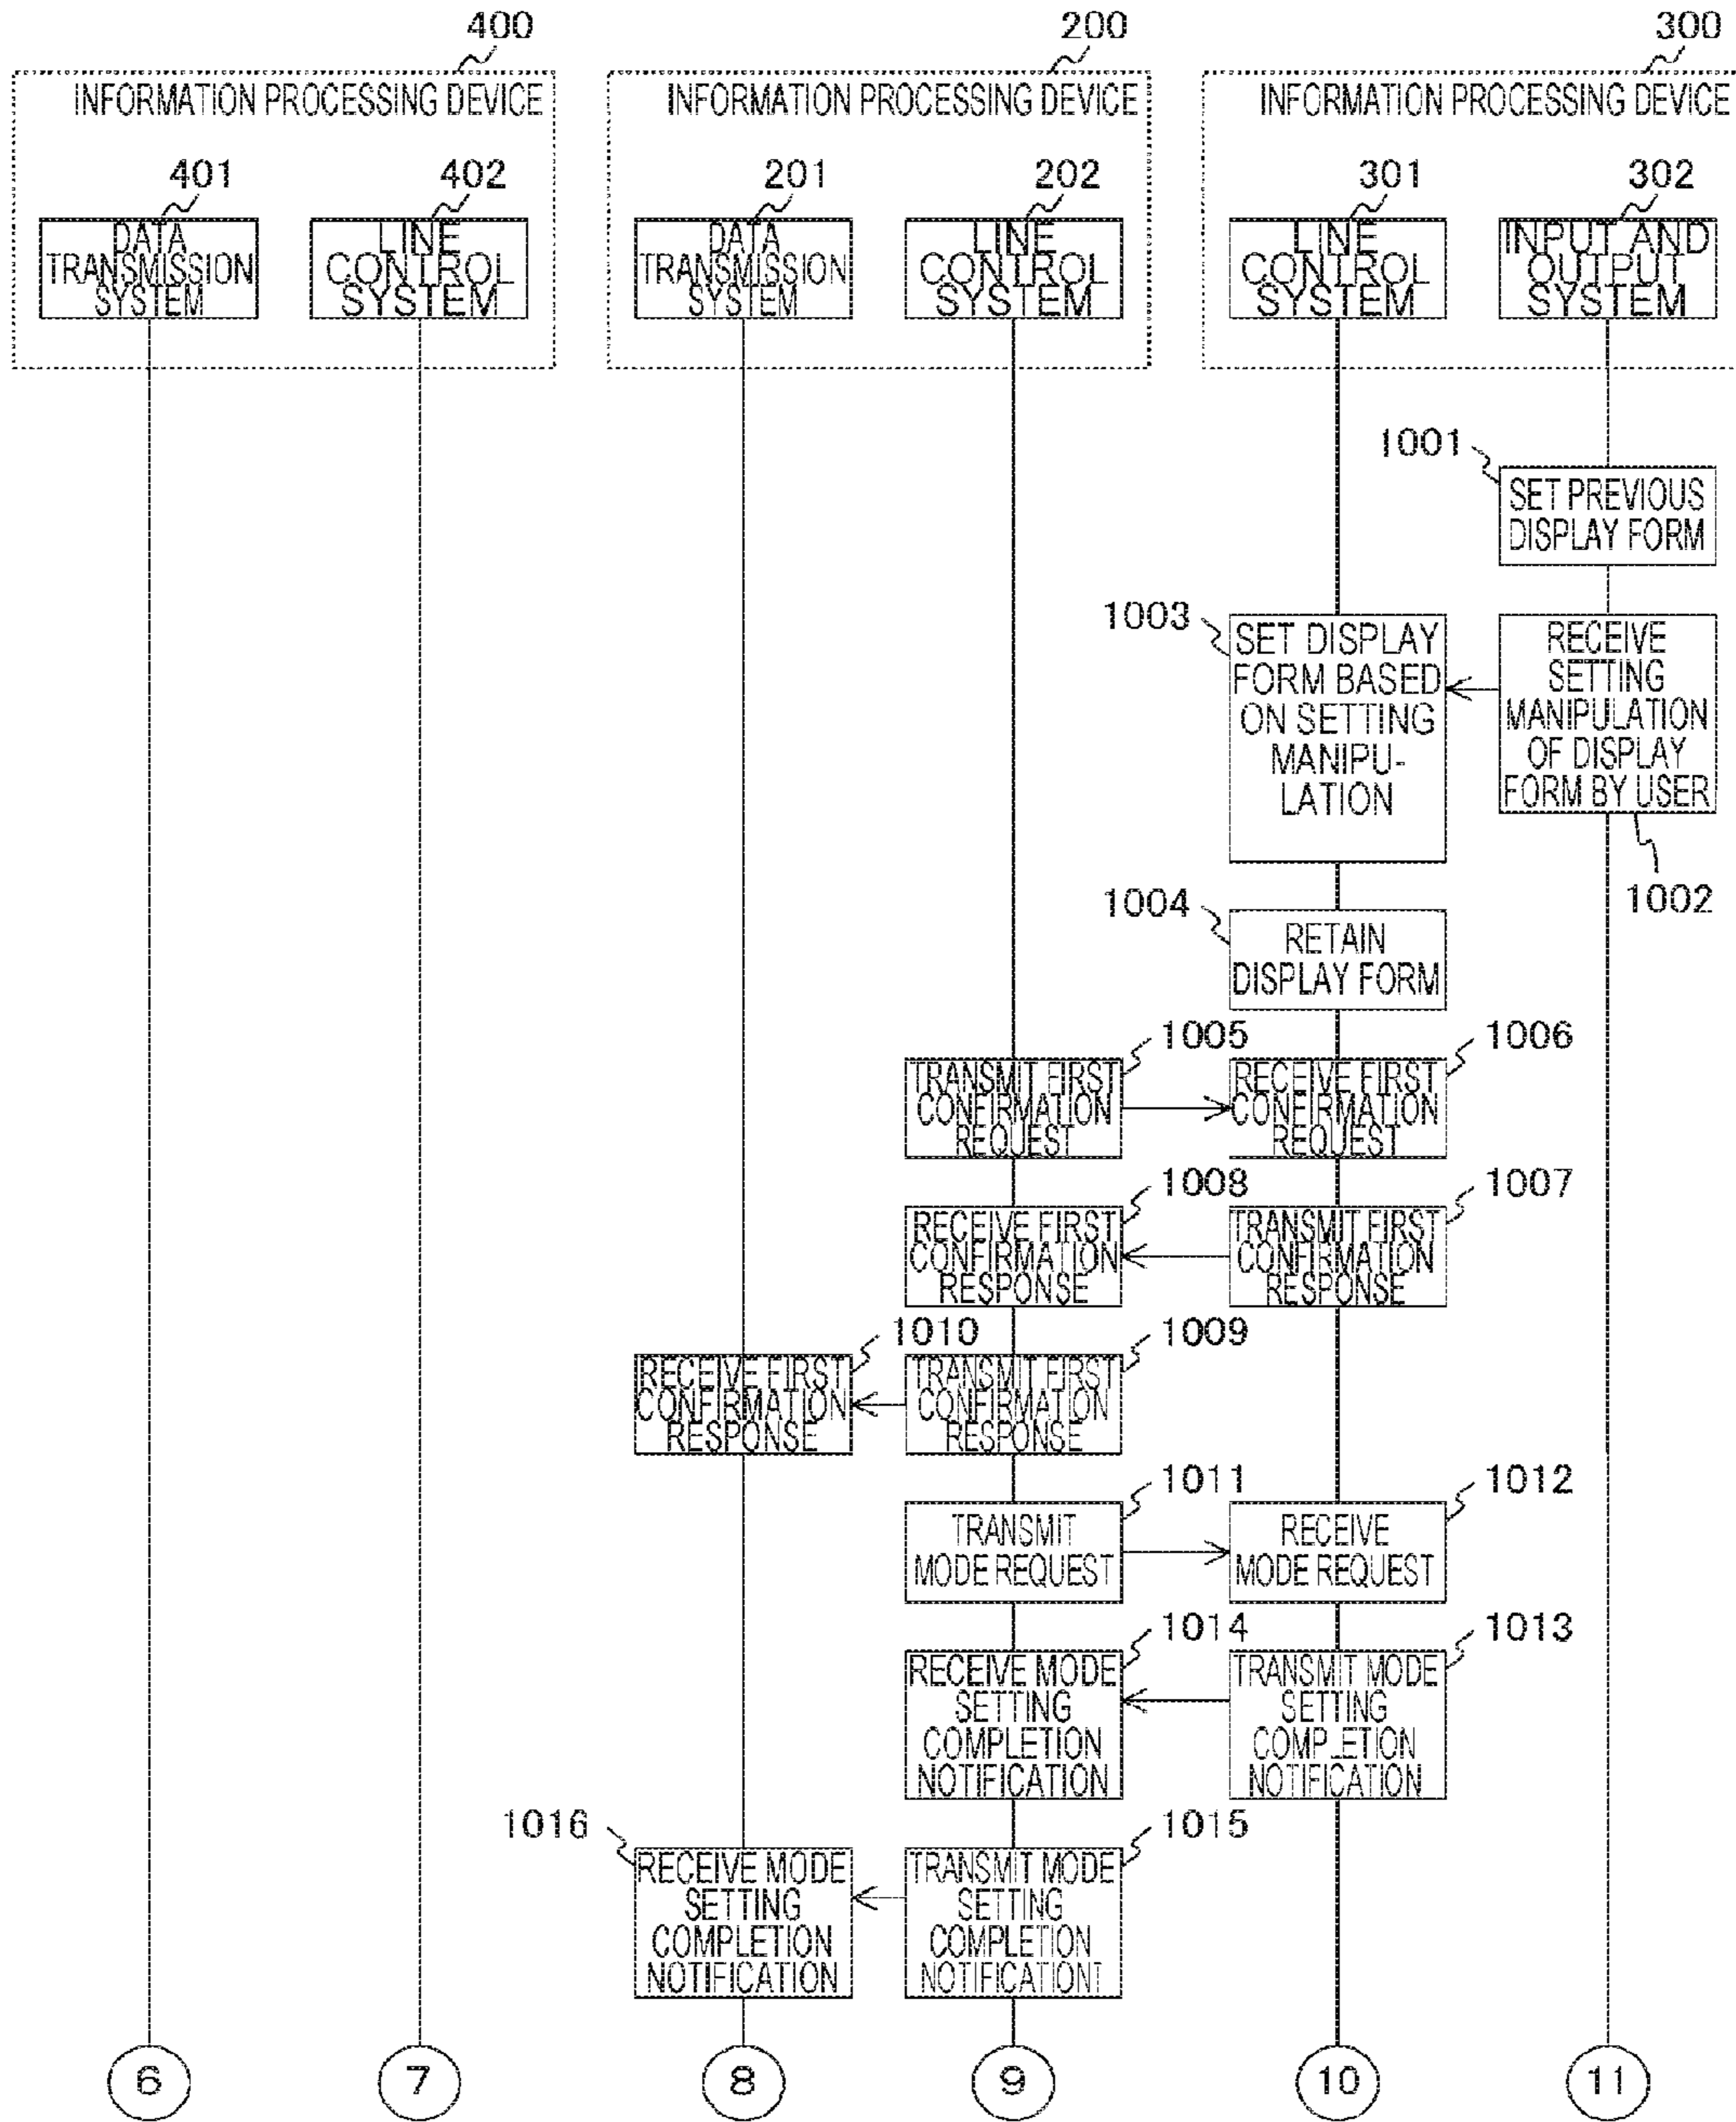 400
200
300
INFORMATION PROCESSING DEVICE
INFORMATION PROCESSING DEVICE
INFORMATION PROCESSING DEVICE
401
402
201
202
301
302
DATA
TRANSMISSION
SYSTEM
LINE
CONTROL
SYSTEM
DATA
TRANSMISSION
SYSTEM
LINE
CONTROL
SYSTEM
LINE
CONTROL
SYSTEM
INPUT AND
OUTPUT
SYSTEM
1001
SET PREVIOUS
DISPLAY FORM
1003
SET DISPLAY
FORM BASED
ON SETTING
MANIPU-
LATION
RECEIVE
SETTING
MANIPULATION
OF DISPLAY
FORM BY USER
1002
1004
RETAIN
DISPLAY FORM
1005
TRANSMIT FIRST
CONFIRMATION
REQUEST
1006
RECEIVE FIRST
CONFIRMATION
REQUEST
1008
RECEIVE FIRST
CONFIRMATION
RESPONSE
1007
TRANSMIT FIRST
CONFIRMATION
RESPONSE
1010
RECEIVE FIRST
CONFIRMATION
RESPONSE
1009
TRANSMIT FIRST
CONFIRMATION
RESPONSE
1011
TRANSMIT
MODE REQUEST
1012
RECEIVE
MODE REQUEST
1014
RECEIVE MODE
SETTING
COMPLETION
NOTIFICATION
1013
TRANSMIT MODE
SETTING
COMPLETION
NOTIFICATION
1016
RECEIVE MODE
SETTING
COMPLETION
NOTIFICATION
1015
TRANSMIT MODE
SETTING
COMPLETION
NOTIFICATIONT
6
7
8
9
10
11